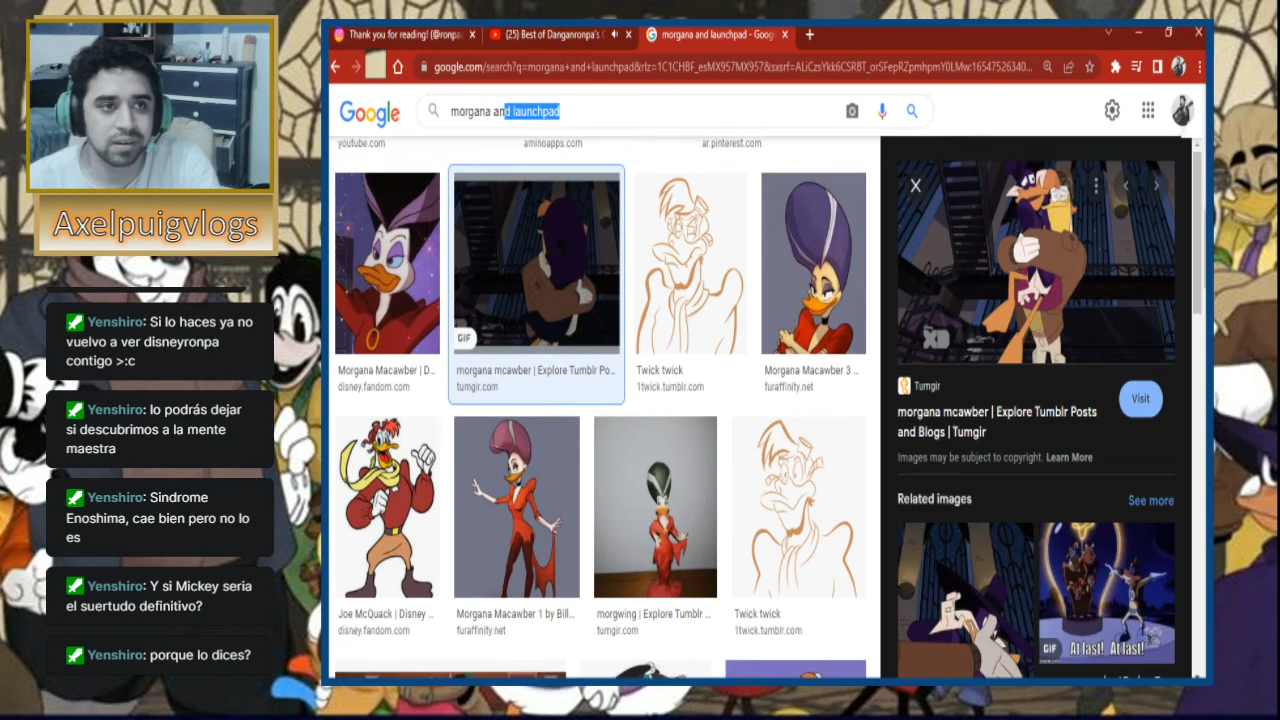 Thank you for reading! (@ronpa
(25) Best of Danganronpa's
morgana and launchpad - Goog
google.com/search?q=morgana+and+launchpad&rlz=1C1CHBF_esMX957MX957&sxsrf=
Google
morgana and launchpad
youtube.com
aminoapps.com
ar.pinterest.com
GIF
Morgana Macawber | D...
disney.fandom.com
morgana mcawber | Explore Tumblr Po...
tumgir.com
Twick twick
1twick.tumblr.com
Morgana Macawber 3 ...
furaffinity.net
Joe McQuack | Disney ...
disney.fandom.com
Morgana Macawber 1 by Bill...
furaffinity.net
morgwing | Explore Tumblr ...
tumgir.com
Twick twick
1twick.tumblr.com
XD
Tumgir
Visit
morgana mcawber | Explore Tumblr Posts
and Blogs | Tumgir
Images may be subject to copyright. Learn More
Related images
See more
GIF
At last! At last!
Axelpuigvlogs
Yenshiro: Si lo haces ya no
vuelvo a ver disneyronpa
contigo >:c
Yenshiro: lo podrás dejar
si descubrimos a la mente
maestra
Yenshiro: Sindrome
Enoshima, cae bien pero no lo
es
Yenshiro: Y si Mickey seria
el suertudo definitivo?
Yenshiro: porque lo dices?